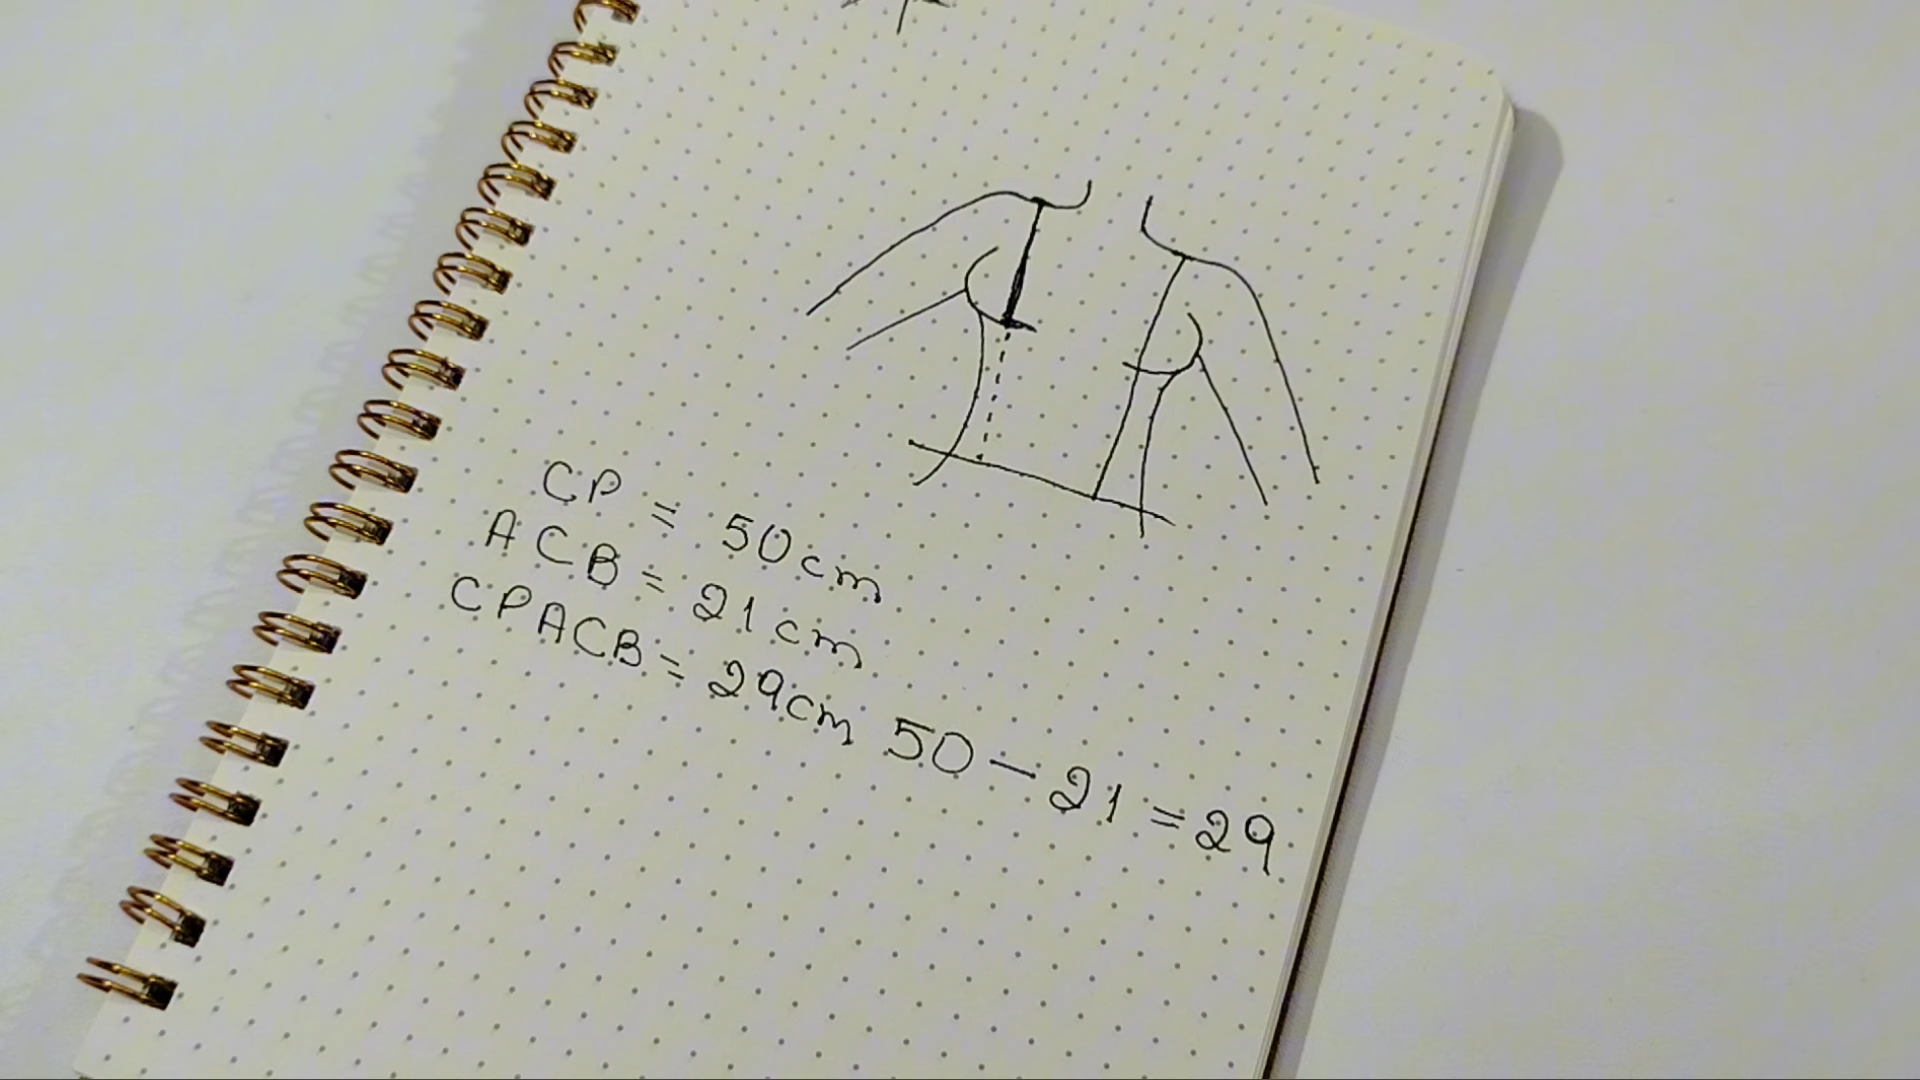 CP = 50cm
ACB = 21cm
CPACB = 29cm 50 - 21 = 29